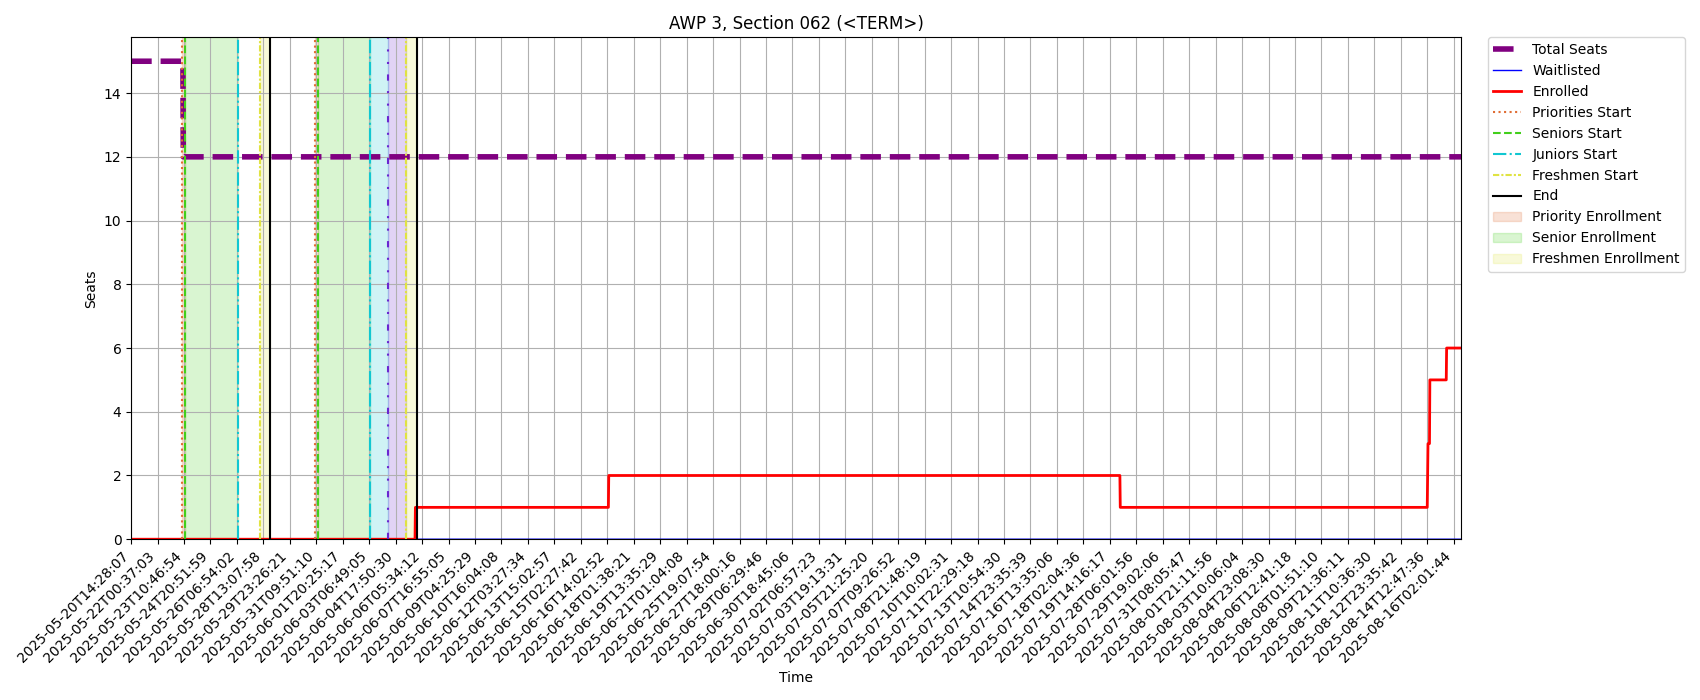 AWP 3, Section 062 (<TERM>)
Seats
14
12
10
8
6
4
2
0
2025-05-20T14:28:07
2025-05-22T00:37:03
2025-05-23T10:46:54
2025-05-24T20:51:59
2025-05-26T06:54:02
2025-05-28T13:07:58
2025-05-29T23:26:21
2025-05-31T09:51:10
2025-06-01T20:25:17
2025-06-03T06:49:05
2025-06-04T17:50:30
2025-06-06T05:34:12
2025-06-07T16:55:05
2025-06-09T04:25:29
2025-06-10T16:04:08
2025-06-12T03:27:34
2025-06-13T15:02:57
2025-06-15T02:27:42
2025-06-16T14:02:52
2025-06-18T01:38:21
2025-06-19T13:35:29
2025-06-21T01:04:08
2025-06-25T19:07:54
2025-06-27T18:00:16
2025-06-29T06:29:46
2025-06-30T18:45:06
2025-07-02T06:57:23
2025-07-03T19:13:31
2025-07-05T21:25:20
2025-07-07T09:26:52
2025-07-08T21:48:19
2025-07-10T10:02:31
2025-07-11T22:29:18
2025-07-13T10:54:30
2025-07-14T23:35:39
2025-07-16T13:35:06
2025-07-18T02:04:36
2025-07-19T14:16:17
2025-07-28T06:01:56
2025-07-29T19:02:06
2025-07-31T08:05:47
2025-08-01T21:11:56
2025-08-03T10:06:04
2025-08-04T23:08:30
2025-08-06T12:41:18
2025-08-08T01:51:10
2025-08-09T21:36:11
2025-08-11T10:36:30
2025-08-12T23:35:42
2025-08-14T12:47:36
2025-08-16T02:01:44
Time
Total Seats
Waitlisted
Enrolled
Priorities Start
Seniors Start
Juniors Start
Freshmen Start
End
Priority Enrollment
Senior Enrollment
Freshmen Enrollment